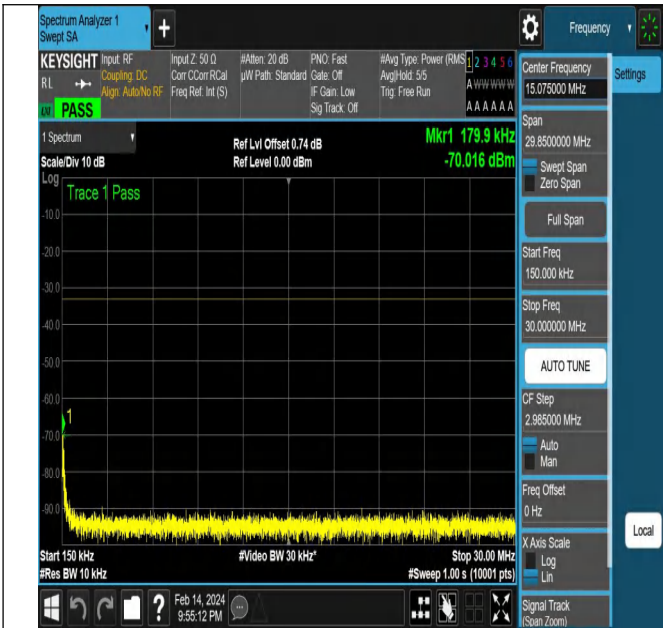 Spectrum Analyzer 1
Swept SA
Frequency
KEYSIGHT
RL
PASS
Input: RF
Coupling: DC
Align: Auto/No RF
Input Z: 50 Ω
Corr CCorr RCal
Freq Ref: Int (S)
#Atten: 20 dB
µW Path: Standard
PNO: Fast
Gate: Off
IF Gain: Low
Sig Track: Off
#Avg Type: Power (RMS
Avg|Hold: 5/5
Trig: Free Run
1 2 3 4 5 6
A W W W W W
A A A A A A
1 Spectrum
Scale/Div 10 dB
Ref Lvl Offset 0.74 dB
Ref Level 0.00 dBm
Mkr1 179.9 kHz
-70.016 dBm
Log
Trace 1 Pass
-10.0
-20.0
-30.0
-40.0
-50.0
-60.0
1
-70.0
-80.0
-90.0
Start 150 kHz
#Video BW 30 kHz*
Stop 30.00 MHz
#Res BW 10 kHz
#Sweep 1.00 s (10001 pts)
Feb 14, 2024
9:55:12 PM
Center Frequency
15.075000 MHz
Settings
Span
29.8500000 MHz
Swept Span
Zero Span
Full Span
Start Freq
150.000 kHz
Stop Freq
30.000000 MHz
AUTO TUNE
CF Step
2.985000 MHz
Auto
Man
Freq Offset
0 Hz
Local
X Axis Scale
Log
Lin
Signal Track
(Span Zoom)